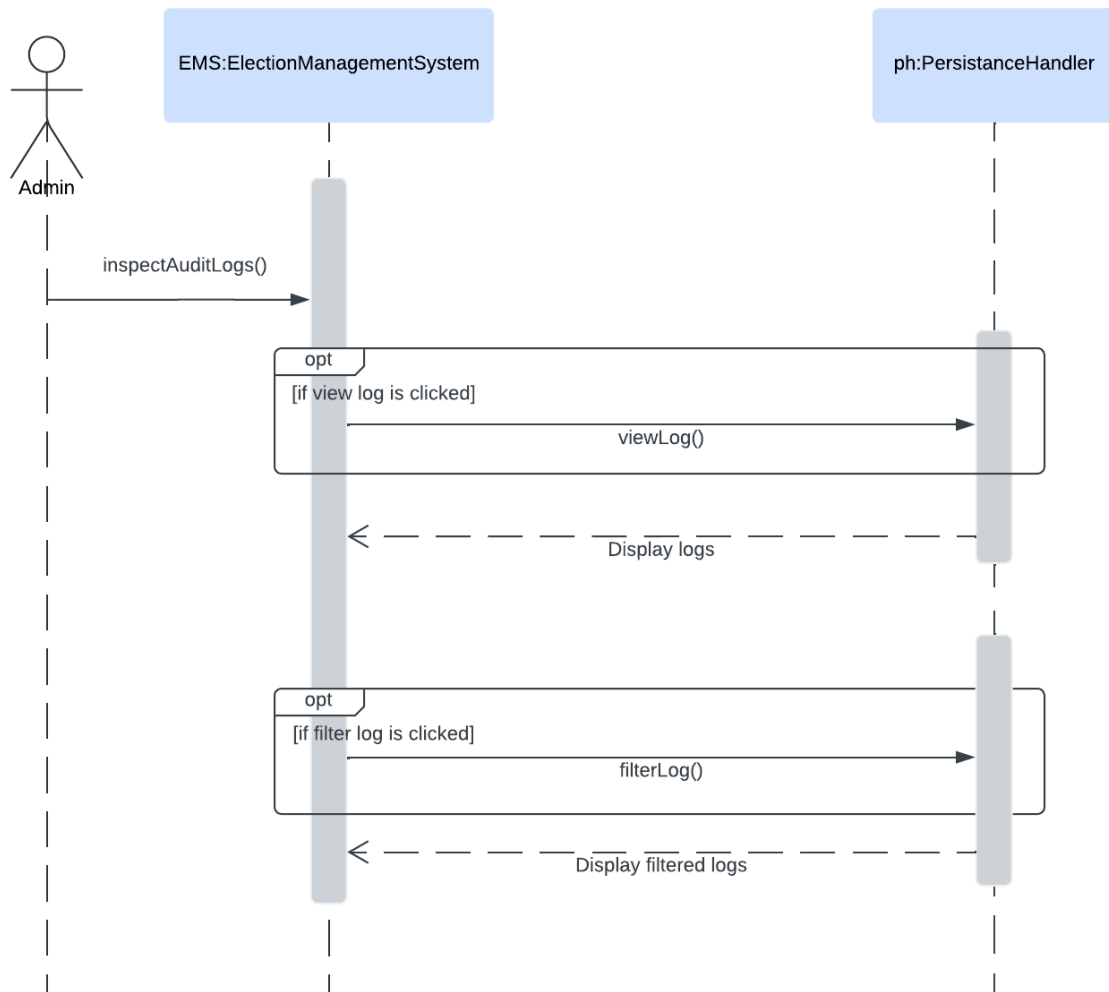 EMS:ElectionManagementSystem
ph:PersistanceHandler
Admin
inspectAuditLogs()
opt
[if view log is clicked]
viewLog()
Display logs
opt
[if filter log is clicked]
filterLog()
Display filtered logs